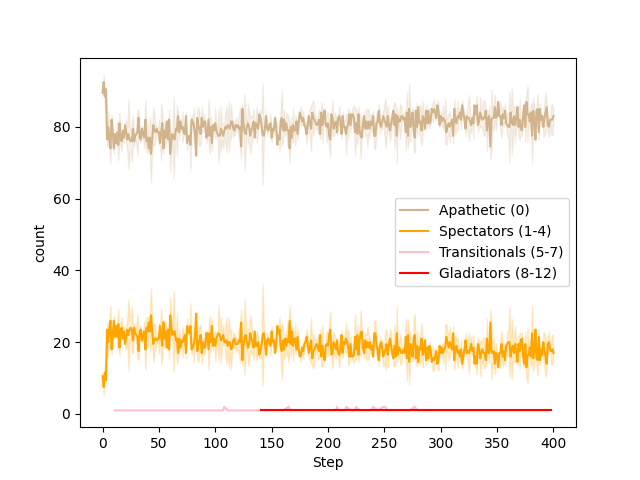 80
60
40
20
0
count
Apathetic (0)
Spectators (1-4)
Transitionals (5-7)
Gladiators (8-12)
0 50 100 150 200 250 300 350 400
Step